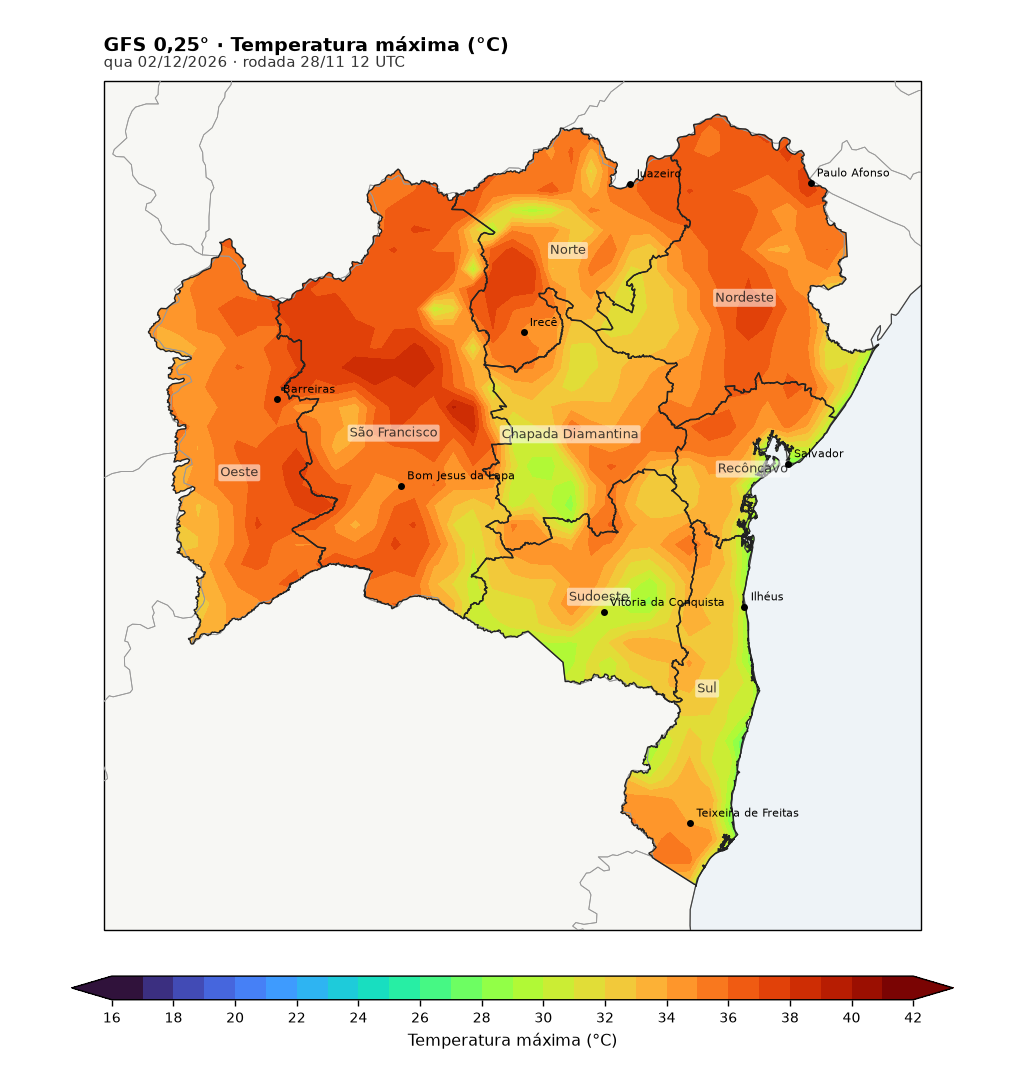 GFS 0,25° · Temperatura máxima (°C)
qua 02/12/2026 · rodada 28/11 12 UTC
Juazeiro
Paulo Afonso
Norte
Nordeste
Irecê
Barreiras
São Francisco
Chapada Diamantina
Salvador
Oeste
Recôncavo
Bom Jesus da Lapa
Sudoeste
Vitória da Conquista
Ilhéus
Sul
Teixeira de Freitas
16 18 20 22 24 26 28 30 32 34 36 38 40 42
Temperatura máxima (°C)